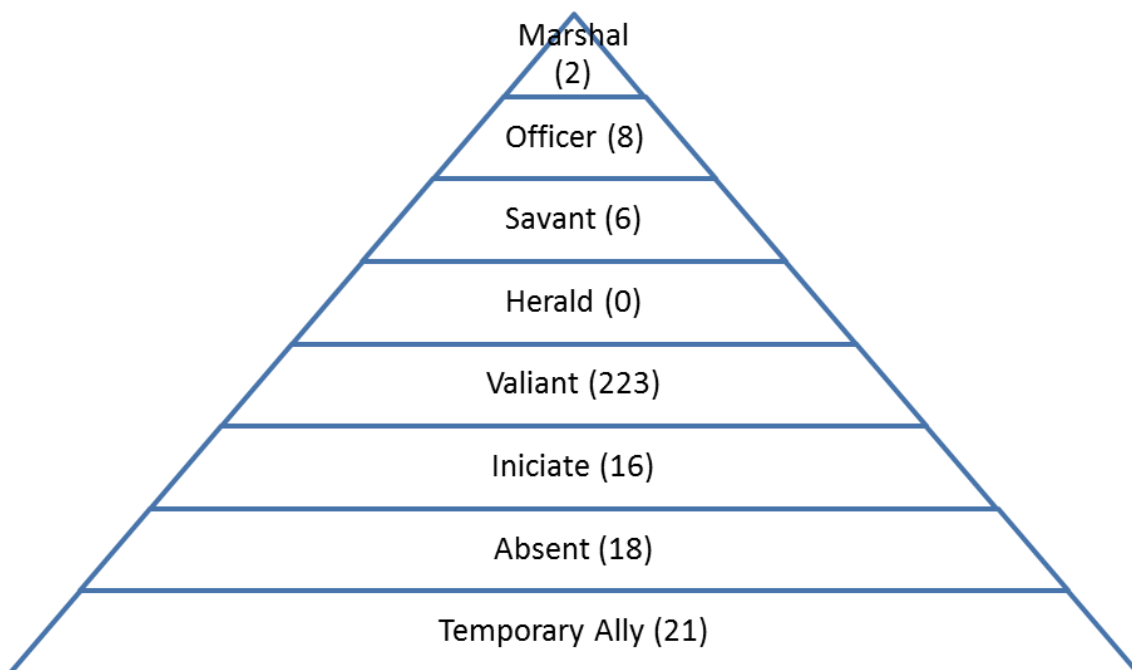 Marshal
(2)
Officer (8)
Savant (6)
Herald (0)
Valiant (223)
Iniciate (16)
Absent (18)
Temporary Ally (21)